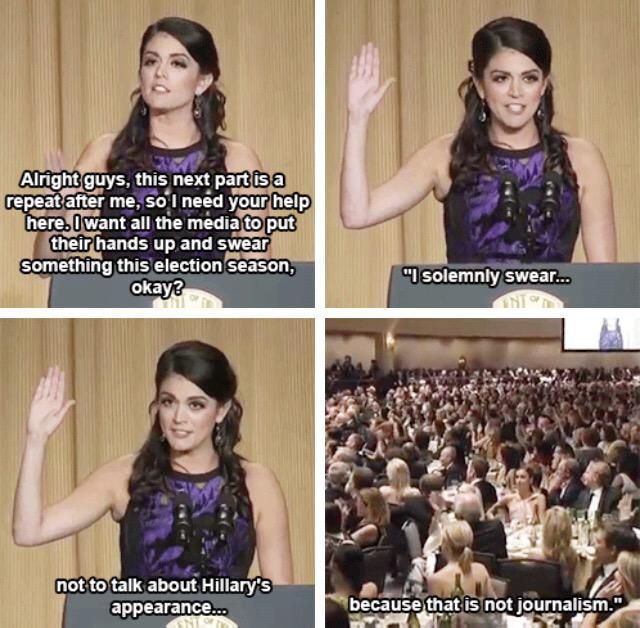 Alright guys, this next part is a
repeat after me, so I need your help
here. I want all the media to put
their hands up and swear
something this election season,
okay?
"I solemnly swear...
not to talk about Hillary's
appearance...
because that is not journalism."